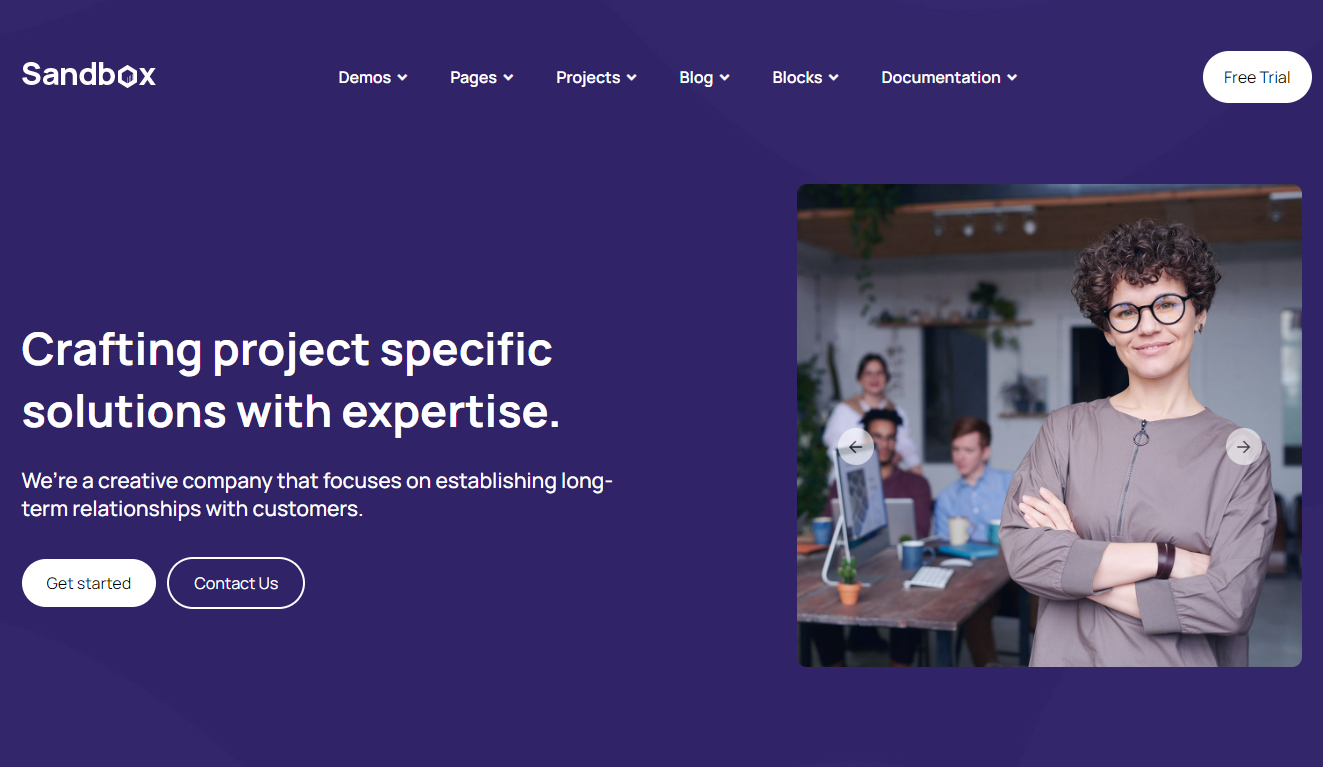 Sandbox
Demos
Pages
Projects
Blog
Blocks
Documentation
Free Trial
Crafting project specific
solutions with expertise.
We’re a creative company that focuses on establishing long-
term relationships with customers.
Get started
Contact Us